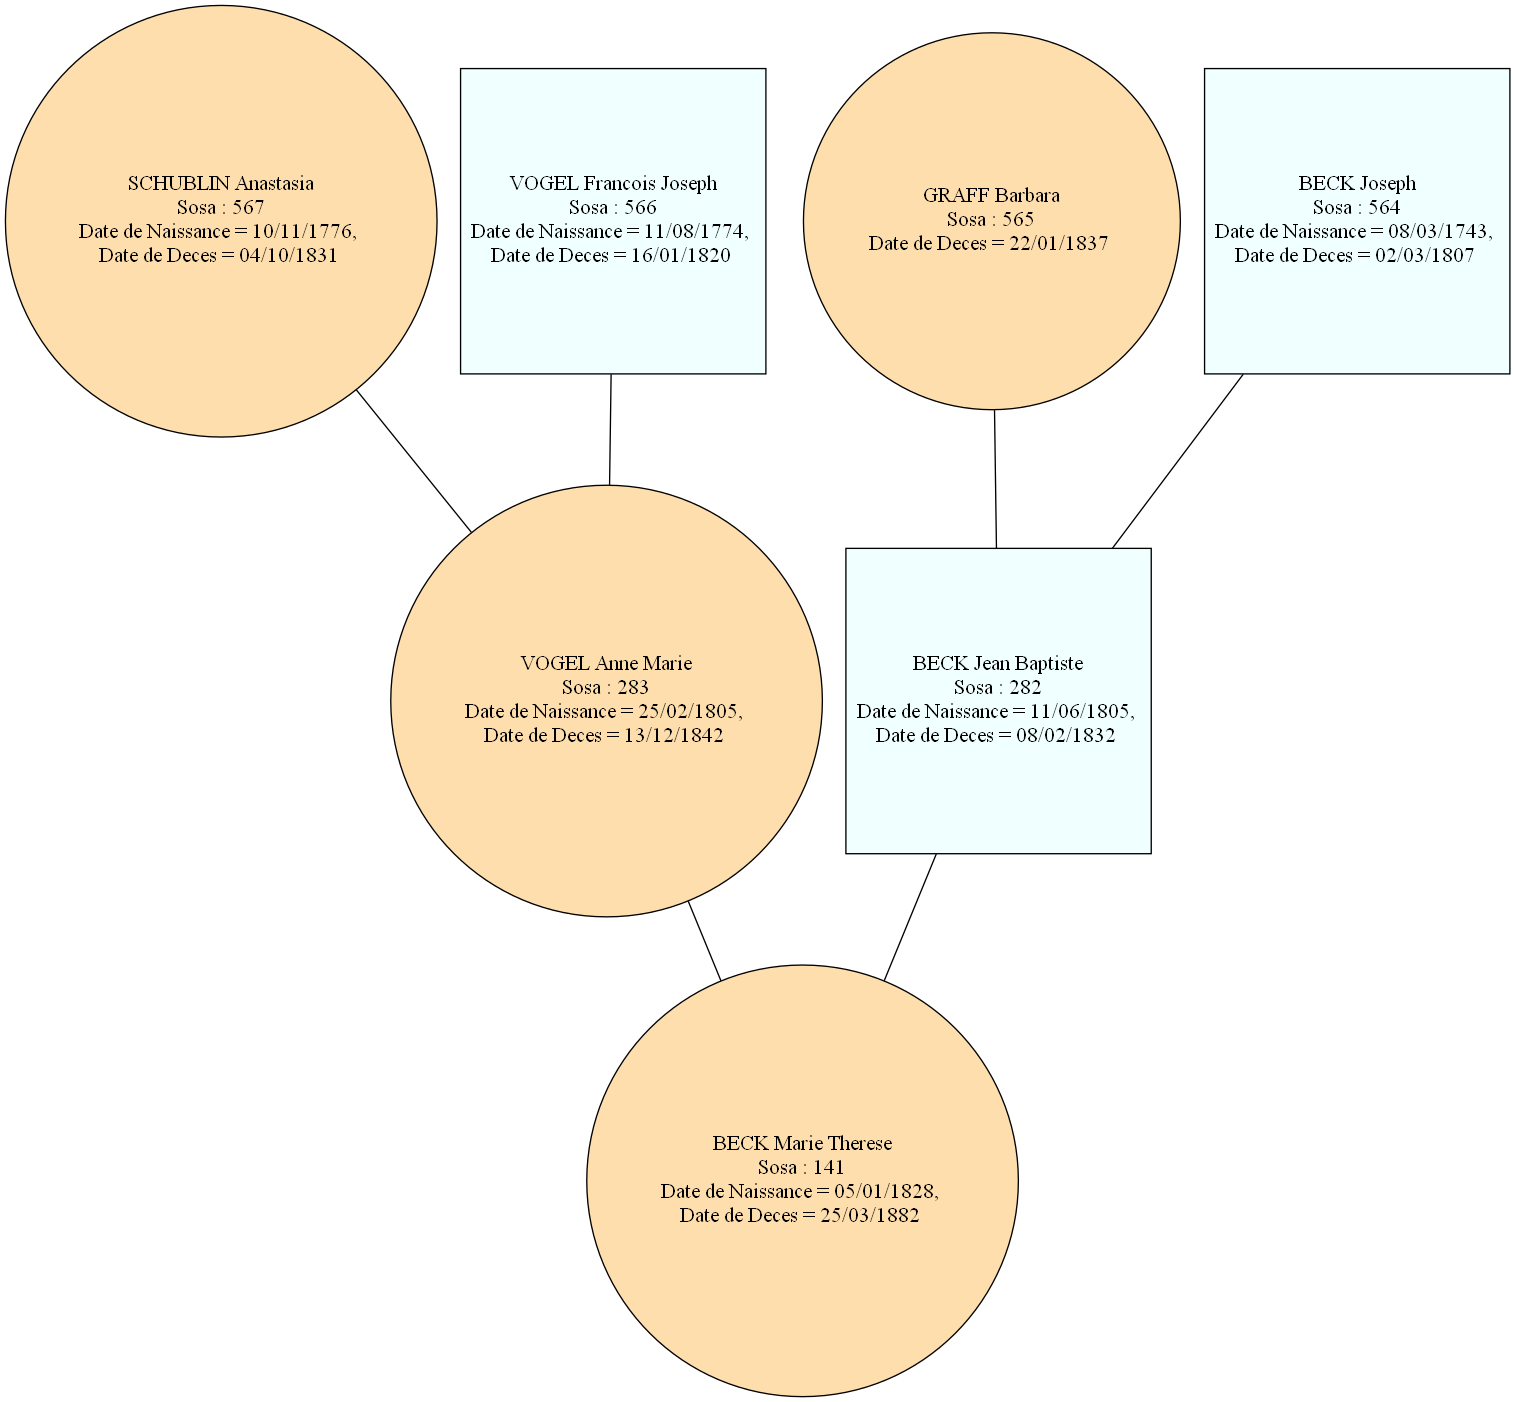 SCHUBLIN Anastasia
Sosa : 567
Date de Naissance = 10/11/1776,
Date de Deces = 04/10/1831
VOGEL Francois Joseph
Sosa : 566
Date de Naissance = 11/08/1774,
Date de Deces = 16/01/1820
GRAFF Barbara
Sosa : 565
Date de Deces = 22/01/1837
BECK Joseph
Sosa : 564
Date de Naissance = 08/03/1743,
Date de Deces = 02/03/1807
VOGEL Anne Marie
Sosa : 283
Date de Naissance = 25/02/1805,
Date de Deces = 13/12/1842
BECK Jean Baptiste
Sosa : 282
Date de Naissance = 11/06/1805,
Date de Deces = 08/02/1832
BECK Marie Therese
Sosa : 141
Date de Naissance = 05/01/1828,
Date de Deces = 25/03/1882